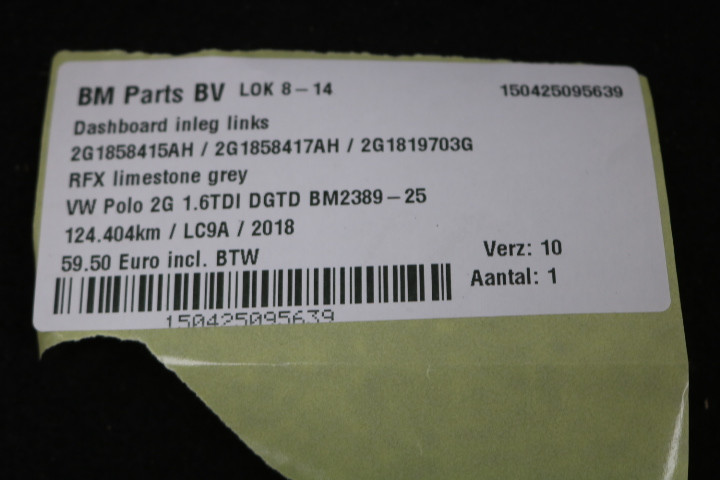 BM Parts BV LOK 8-14 150425095639
Dashboard inleg links
2G1858415AH / 2G1858417AH / 2G1819703G
RFX limestone grey
VW Polo 2G 1.6TDI DGTD BM2389-25
124.404km / LC9A / 2018
59.50 Euro incl. BTW
Verz: 10
Aantal: 1
150425095639